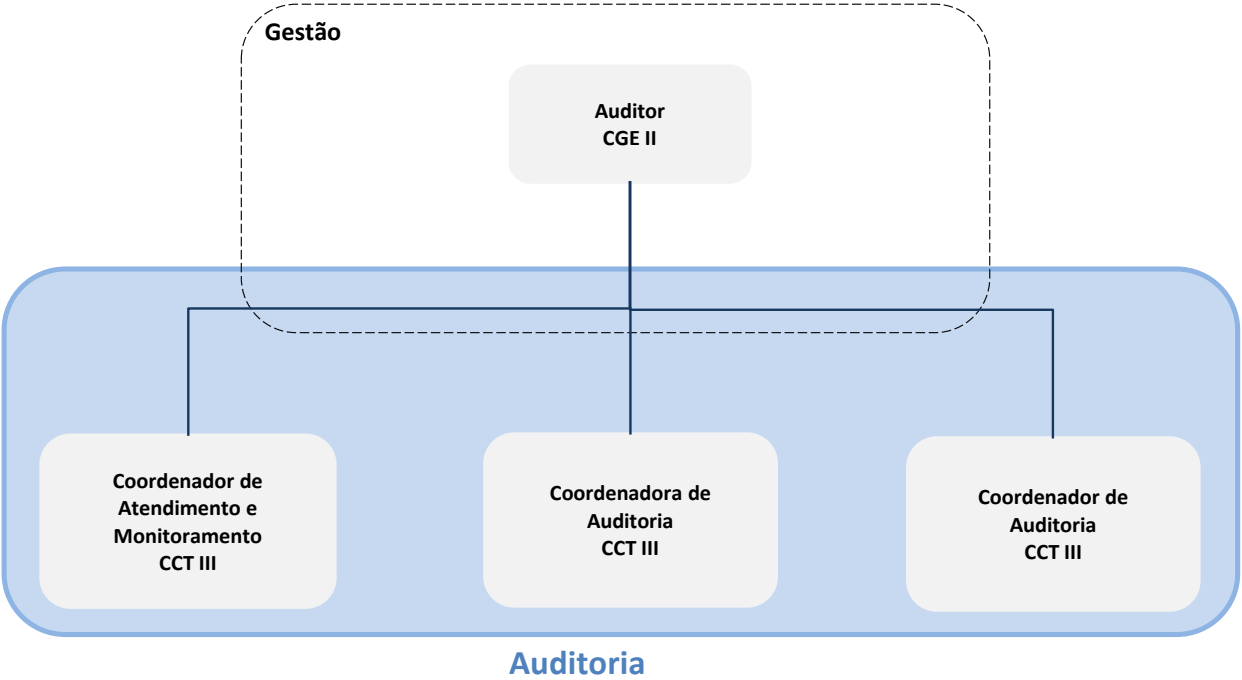 Gestão
Auditor
CGE II
Coordenador de
Atendimento e
Monitoramento
CCT III
Coordenadora de
Auditoria
CCT III
Coordenador de
Auditoria
CCT III
Auditoria